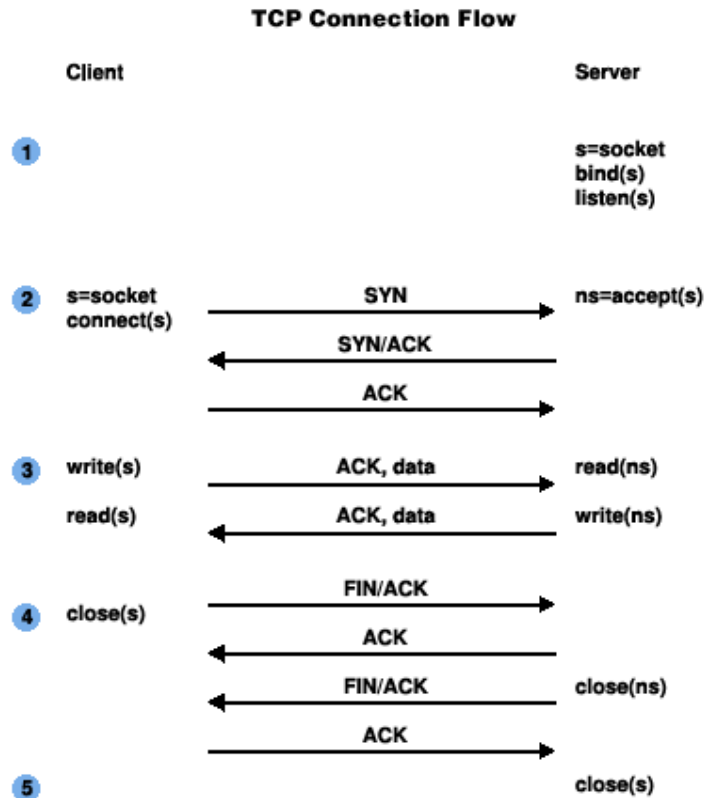 TCP Connection Flow
Client Server
1 s=socket
bind(s)
listen(s)
2 s=socket SYN ns=accept(s)
connect(s)
SYN/ACK
ACK
3 write(s) ACK, data read(ns)
read(s) ACK, data write(ns)
FIN/ACK
4 close(s)
ACK
FIN/ACK close(ns)
ACK
5 close(s)